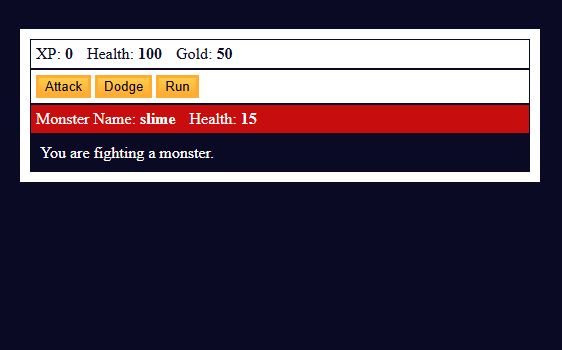 XP: 0 Health: 100 Gold: 50
Attack Dodge Run
Monster Name: slime Health: 15
You are fighting a monster.